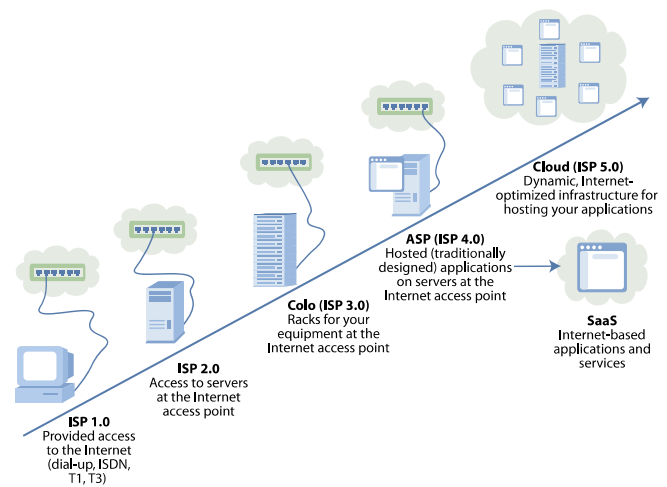 ISP 1.0
Provided access
to the Internet
(dial-up, ISDN,
T1, T3)
ISP 2.0
Access to servers
at the Internet
access point
Colo (ISP 3.0)
Racks for your
equipment at the
Internet access point
ASP (ISP 4.0)
Hosted (traditionally
designed) applications
on servers at the
Internet access point
Cloud (ISP 5.0)
Dynamic, Internet-
optimized infrastructure for
hosting your applications
SaaS
Internet-based
applications and
services